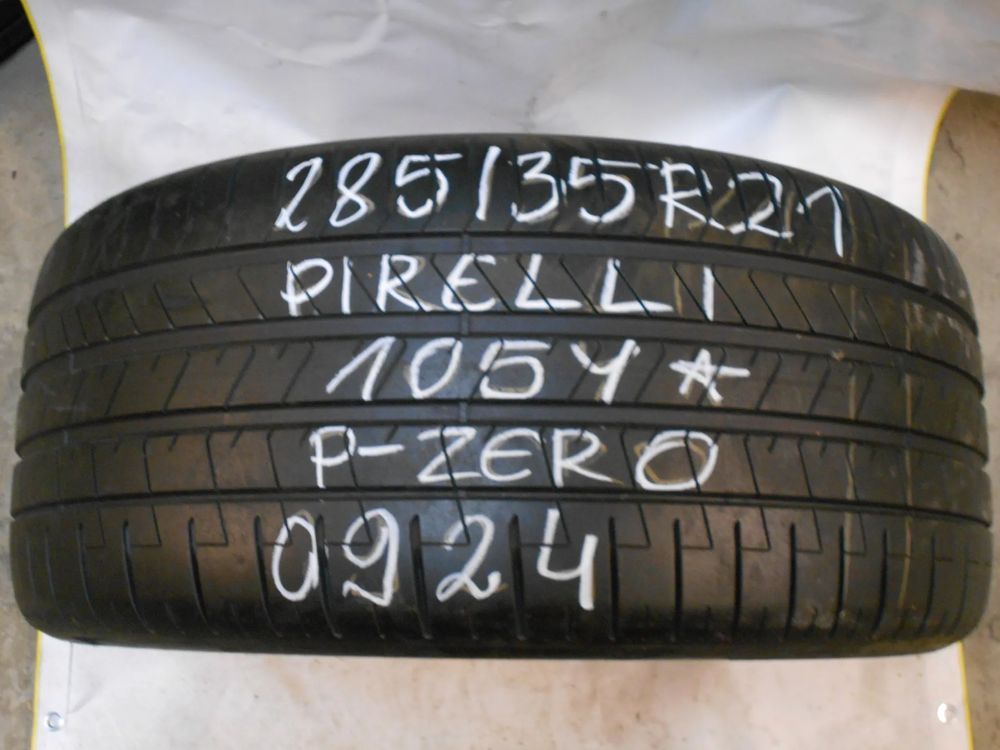 285/35R21
PIRELLI
105Y☆
P-ZERO
0924